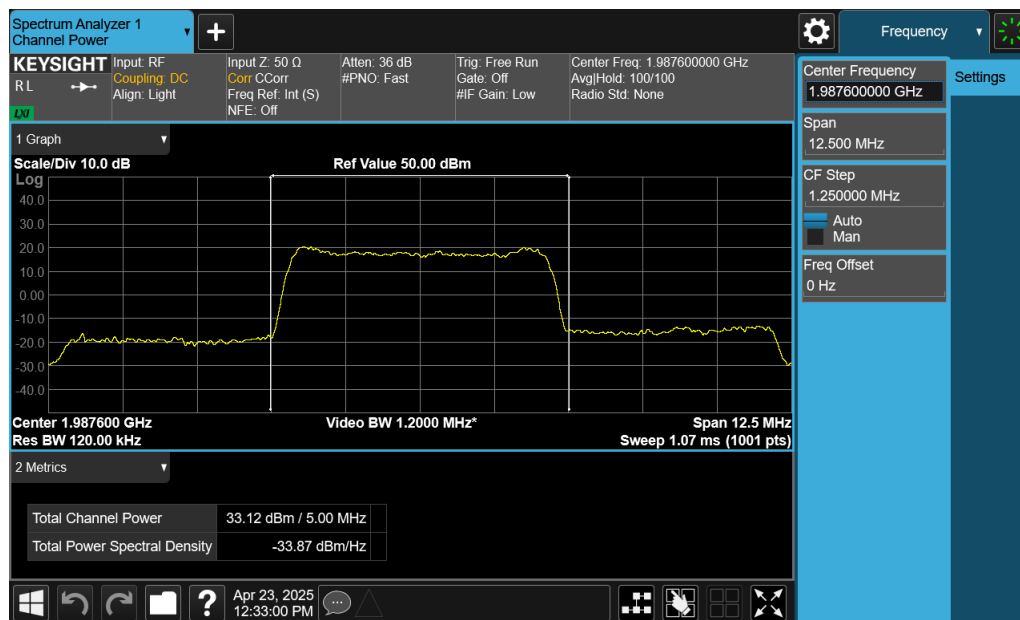 Spectrum Analyzer 1
Channel Power
Frequency
KEYSIGHT
R L
LXI
Input: RF
Coupling: DC
Align: Light
Input Z: 50 Ω
Corr CCorr
Freq Ref: Int (S)
NFE: Off
Atten: 36 dB
#PNO: Fast
Trig: Free Run
Gate: Off
#IF Gain: Low
Center Freq: 1.987600000 GHz
Avg|Hold: 100/100
Radio Std: None
Center Frequency
1.987600000 GHz
Settings
Span
12.500 MHz
CF Step
1.250000 MHz
Auto
Man
Freq Offset
0 Hz
1 Graph
Scale/Div 10.0 dB
Ref Value 50.00 dBm
Log
40.0
30.0
20.0
10.0
0.00
-10.0
-20.0
-30.0
-40.0
Center 1.987600 GHz
Video BW 1.2000 MHz*
Span 12.5 MHz
Res BW 120.00 kHz
Sweep 1.07 ms (1001 pts)
2 Metrics
Total Channel Power 33.12 dBm / 5.00 MHz
Total Power Spectral Density -33.87 dBm/Hz
?
Apr 23, 2025
12:33:00 PM